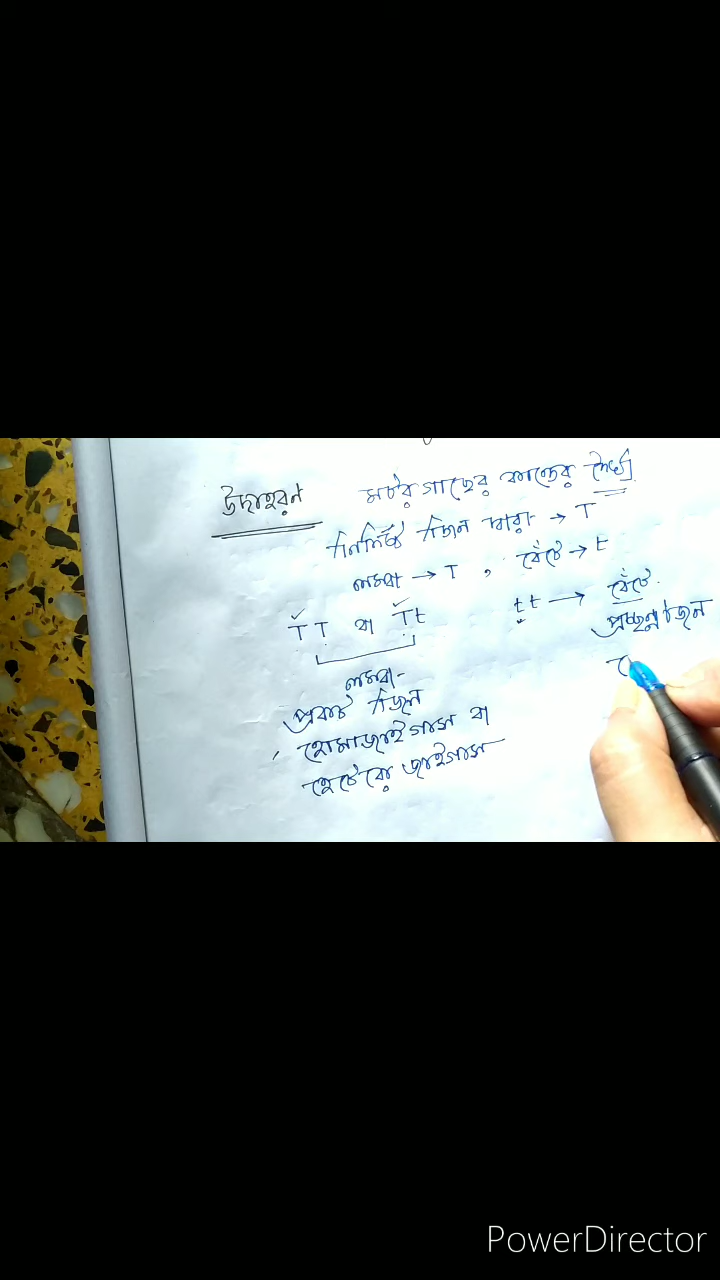 উদাহরণ মটর গাছের কান্ডের দৈর্ঘ্য
নির্দিষ্ট জিন দ্বারা → T
লম্বা → T , বেঁটে → t
TT বা Tt tt → বেঁটে.
লম্বা- প্রচ্ছন্ন জিন
প্রকট জিন
হোমোজাইগাস বা
হেটেরো জাইগাস
PowerDirector